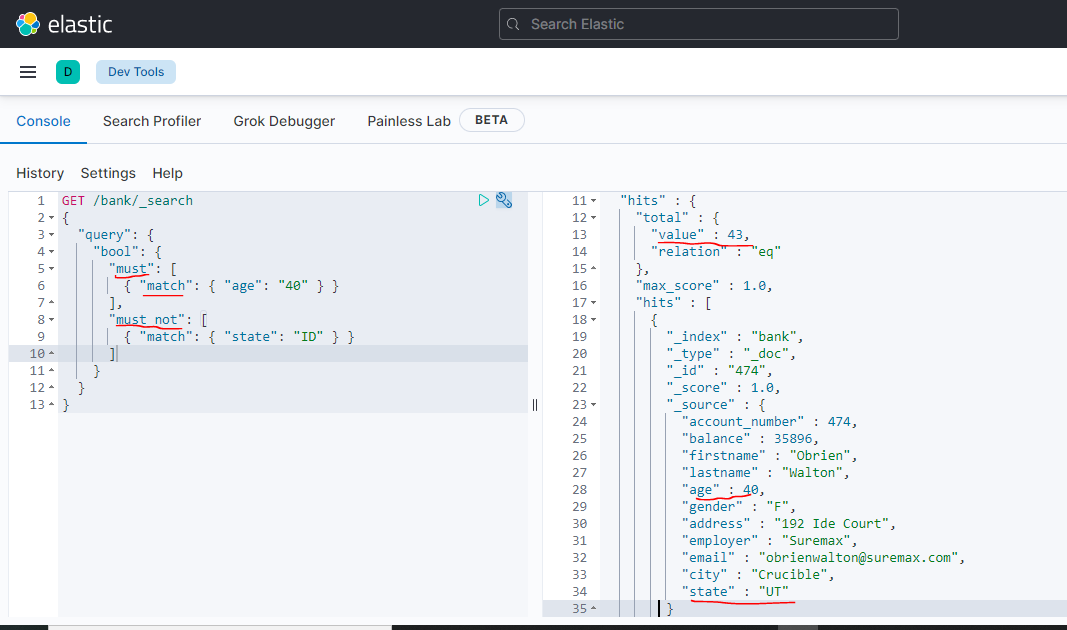 elastic
Search Elastic
D
Dev Tools
Console Search Profiler Grok Debugger Painless Lab BETA
History Settings Help
1 GET /bank/_search
2 {
3 "query": {
4 "bool": {
5 "must": [
6 { "match": { "age": "40" } }
7 ],
8 "must_not": [
9 { "match": { "state": "ID" } }
10 ]
11 }
12 }
13 }
11 "hits" : {
12 "total" : {
13 "value" : 43,
14 "relation" : "eq"
15 },
16 "max_score" : 1.0,
17 "hits" : [
18 {
19 "_index" : "bank",
20 "_type" : "_doc",
21 "_id" : "474",
22 "_score" : 1.0,
23 "_source" : {
24 "account_number" : 474,
25 "balance" : 35896,
26 "firstname" : "Obrien",
27 "lastname" : "Walton",
28 "age" : 40,
29 "gender" : "F",
30 "address" : "192 Ide Court",
31 "employer" : "Suremax",
32 "email" : "obrienwalton@suremax.com",
33 "city" : "Crucible",
34 "state" : "UT"
35 }